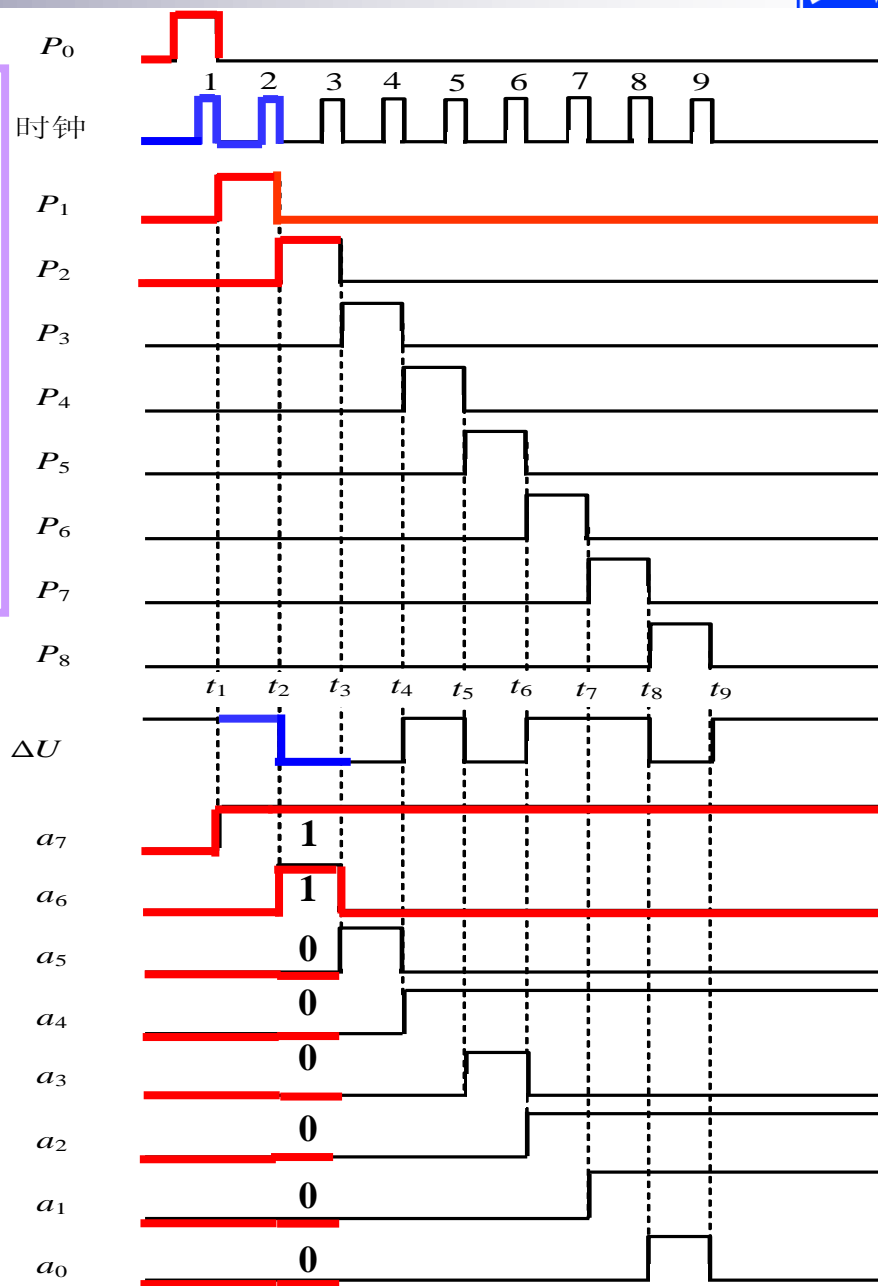 P₀
1 2 3 4 5 6 7 8 9
时钟
P₁
P₂
P₃
P₄
P₅
P₆
P₇
P₈
t₁ t₂ t₃ t₄ t₅ t₆ t₇ t₈ t₉
ΔU
a₇ 1
a₆ 1
a₅ 0
a₄ 0
a₃ 0
a₂ 0
a₁ 0
a₀ 0